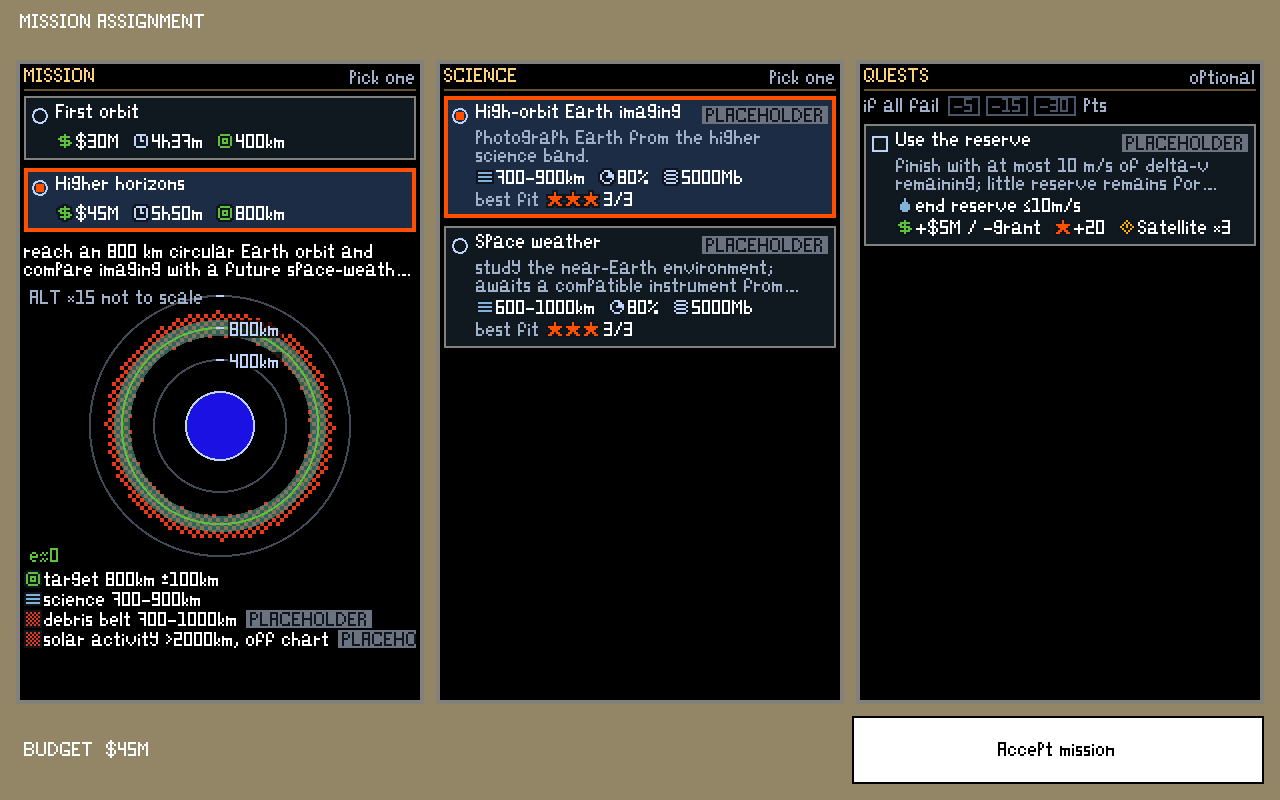 MISSION ASSIGNMENT
MISSION Pick one
First orbit
$30M 4h37m 400km
Higher horizons
$45M 5h50m 800km
reach an 800 km circular Earth orbit and
compare imaging with a future space-weath...
ALT ×15 not to scale
800km
400km
e≈0
target 800km ±100km
science 700-900km
debris belt 700-1000km PLACEHOLDER
solar activity >2000km, off chart PLACEHO
SCIENCE Pick one
High-orbit Earth imaging PLACEHOLDER
Photograph Earth from the higher
science band.
700-900km 80% 5000Mb
best fit ★★★ 3/3
Space weather PLACEHOLDER
study the near-Earth environment;
awaits a compatible instrument from...
600-1000km 80% 5000Mb
best fit ★★★ 3/3
QUESTS optional
if all fail -5 -15 -30 Pts
Use the reserve PLACEHOLDER
finish with at most 10 m/s of delta-v
remaining; little reserve remains for...
end reserve ≤10m/s
+$5M / -grant +20 Satellite ×3
BUDGET $45M
Accept mission